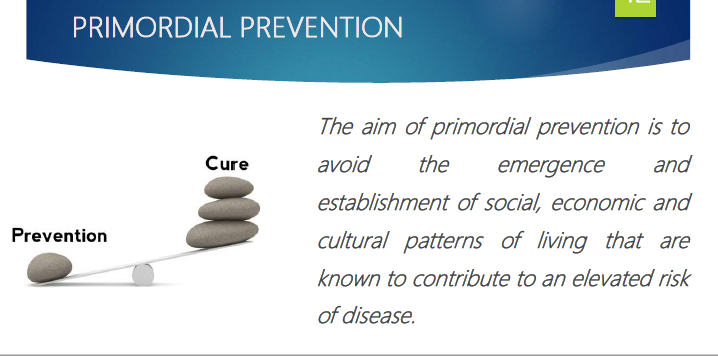 PRIMORDIAL PREVENTION
The aim of primordial prevention is to
avoid the emergence and
establishment of social, economic and
cultural patterns of living that are
known to contribute to an elevated risk
of disease.
Cure
Prevention